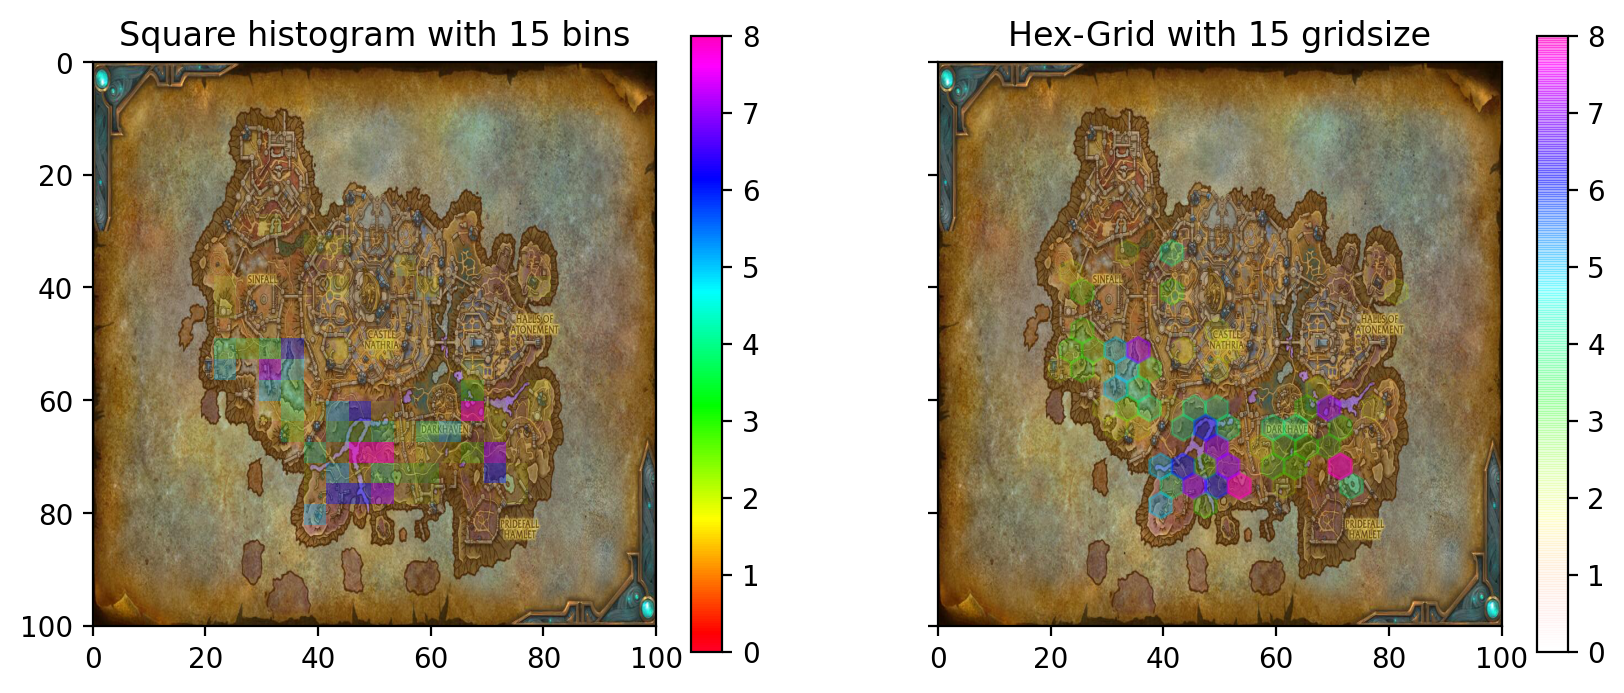 Square histogram with 15 bins
0
20
40
60
80
100
0
20
40
60
80
100
SINFALL
CASTLE
NATHRIA
HALLS OF
ATONEMENT
DARKHAVEN
PRIDEFALL
HAMLET
8
7
6
5
4
3
2
1
0
Hex-Grid with 15 gridsize
0
20
40
60
80
100
SINFALL
CASTLE
NATHRIA
HALLS OF
ATONEMENT
DARKHAVEN
PRIDEFALL
HAMLET
8
7
6
5
4
3
2
1
0